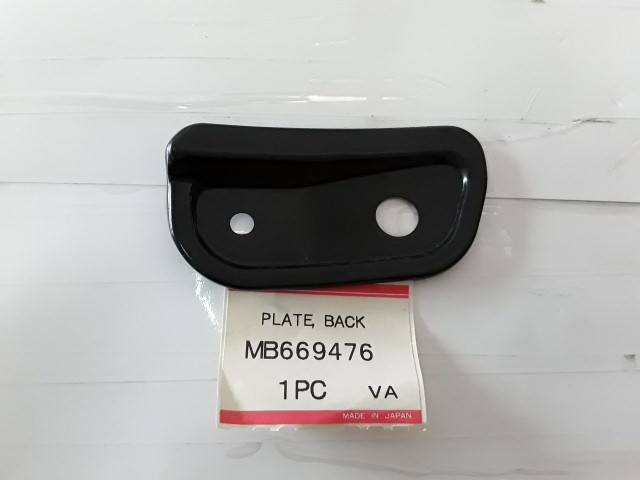 PLATE, BACK
MB669476
1PC VA
MADE IN JAPAN